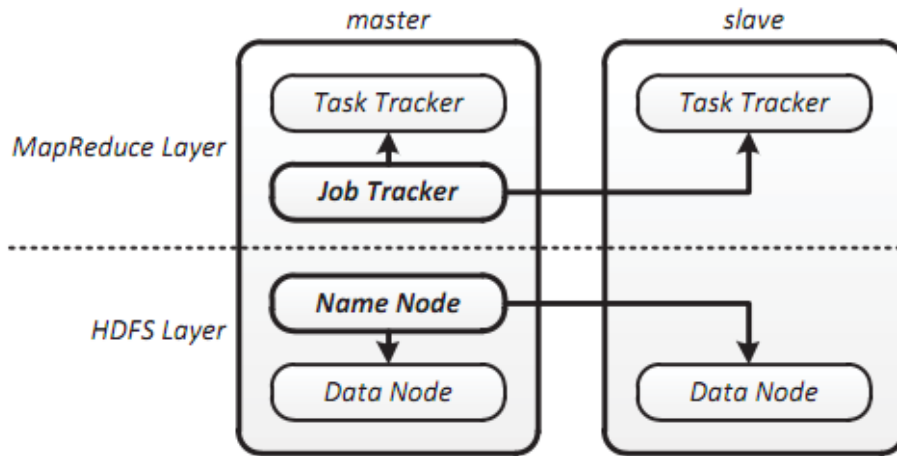 master
slave
Task Tracker
Task Tracker
MapReduce Layer
Job Tracker
Name Node
HDFS Layer
Data Node
Data Node